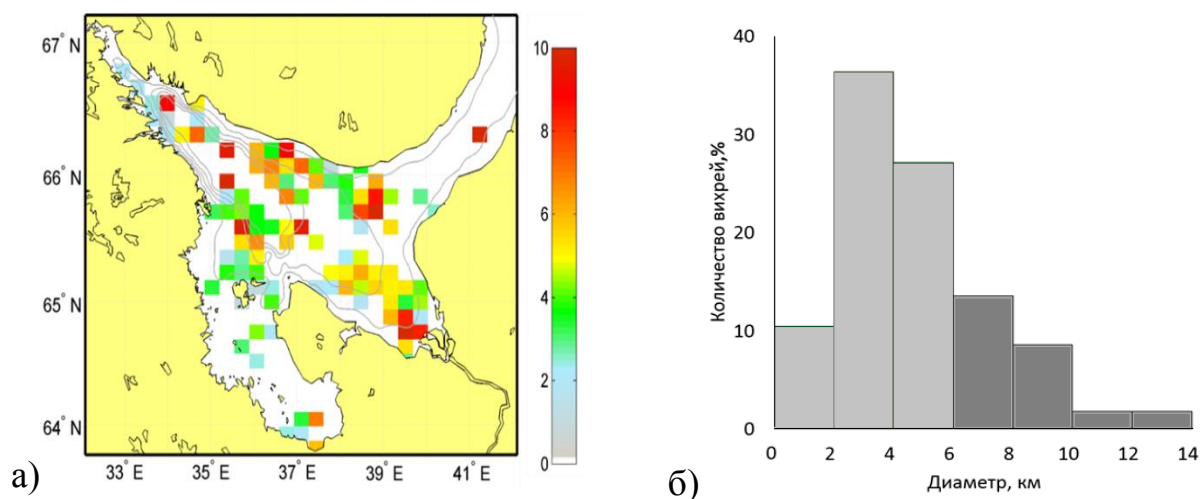 67° N
66° N
65° N
64° N
33° E 35° E 37° E 39° E 41° E
10
8
6
4
2
0
а)
Количество вихрей,%
40
30
20
10
0
0 2 4 6 8 10 12 14
Диаметр, км
б)